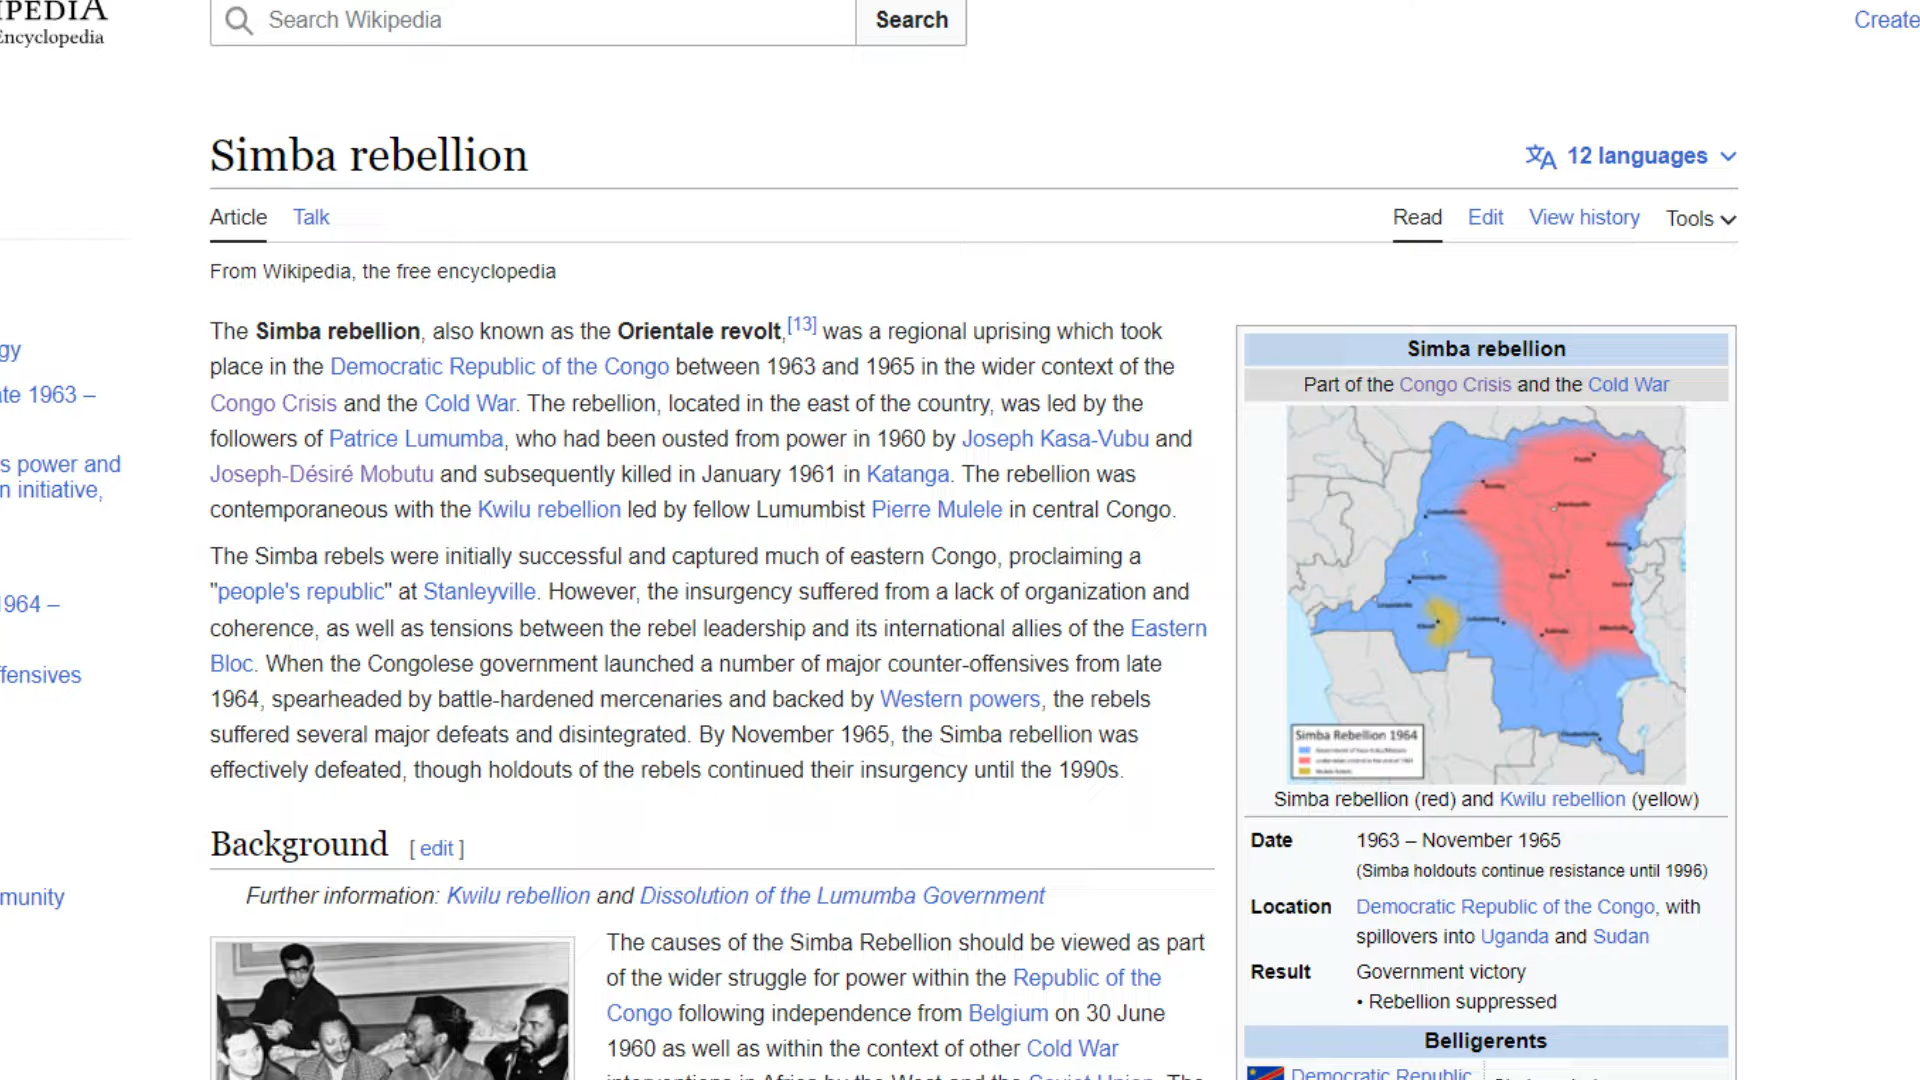 IPEDIA
Encyclopedia
Search Wikipedia
Search
Create
gy
te 1963 –
s power and
n initiative,
1964 –
ffensives
munity
Simba rebellion
12 languages
Article Talk
Read Edit View history Tools
From Wikipedia, the free encyclopedia
The Simba rebellion, also known as the Orientale revolt,[13] was a regional uprising which took
place in the Democratic Republic of the Congo between 1963 and 1965 in the wider context of the
Congo Crisis and the Cold War. The rebellion, located in the east of the country, was led by the
followers of Patrice Lumumba, who had been ousted from power in 1960 by Joseph Kasa-Vubu and
Joseph-Désiré Mobutu and subsequently killed in January 1961 in Katanga. The rebellion was
contemporaneous with the Kwilu rebellion led by fellow Lumumbist Pierre Mulele in central Congo.
The Simba rebels were initially successful and captured much of eastern Congo, proclaiming a
"people's republic" at Stanleyville. However, the insurgency suffered from a lack of organization and
coherence, as well as tensions between the rebel leadership and its international allies of the Eastern
Bloc. When the Congolese government launched a number of major counter-offensives from late
1964, spearheaded by battle-hardened mercenaries and backed by Western powers, the rebels
suffered several major defeats and disintegrated. By November 1965, the Simba rebellion was
effectively defeated, though holdouts of the rebels continued their insurgency until the 1990s.
Background [ edit ]
Further information: Kwilu rebellion and Dissolution of the Lumumba Government
The causes of the Simba Rebellion should be viewed as part
of the wider struggle for power within the Republic of the
Congo following independence from Belgium on 30 June
1960 as well as within the context of other Cold War
interventions in Africa by the West and the Soviet Union. The
Simba rebellion
Part of the Congo Crisis and the Cold War
Simba Rebellion 1964
Simba rebellion (red) and Kwilu rebellion (yellow)
Date 1963 – November 1965
(Simba holdouts continue resistance until 1996)
Location Democratic Republic of the Congo, with
spillovers into Uganda and Sudan
Result Government victory
• Rebellion suppressed
Belligerents
Democratic Republic